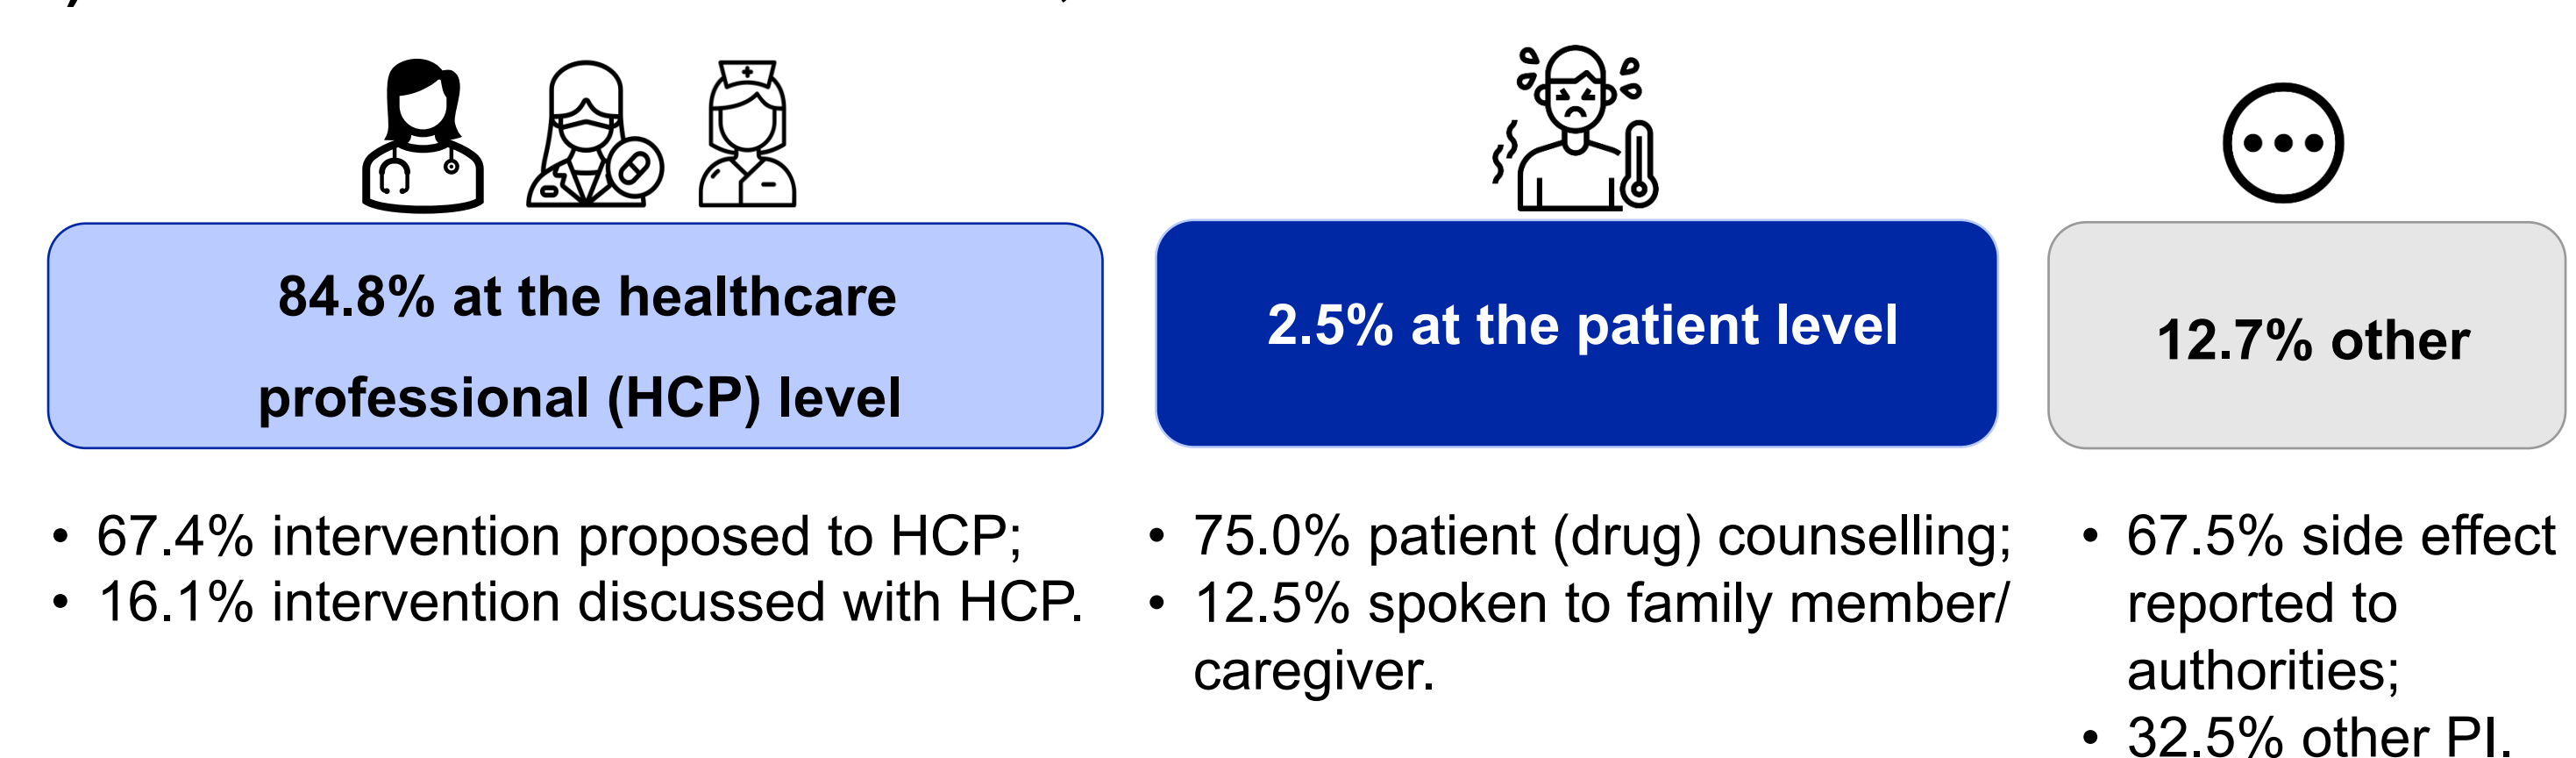 84.8% at the healthcare
professional (HCP) level
• 67.4% intervention proposed to HCP;
• 16.1% intervention discussed with HCP.
2.5% at the patient level
• 75.0% patient (drug) counselling;
• 12.5% spoken to family member/
caregiver.
12.7% other
• 67.5% side effect
reported to
authorities;
• 32.5% other PI.